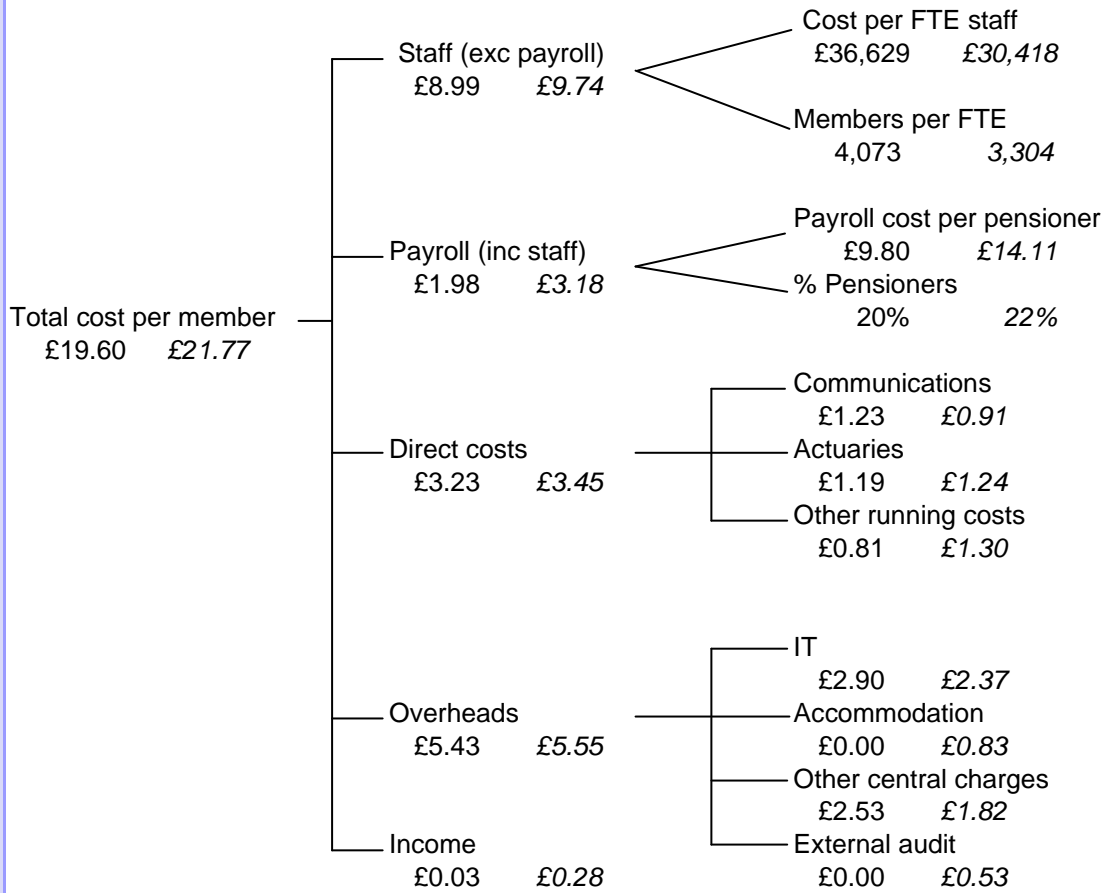 Cost per FTE staff
£36,629 £30,418
Staff (exc payroll)
£8.99 £9.74
Members per FTE
4,073 3,304
Payroll cost per pensioner
£9.80 £14.11
Payroll (inc staff)
£1.98 £3.18
% Pensioners
20% 22%
Total cost per member
£19.60 £21.77
Communications
£1.23 £0.91
Direct costs
£3.23 £3.45
Actuaries
£1.19 £1.24
Other running costs
£0.81 £1.30
IT
£2.90 £2.37
Overheads
£5.43 £5.55
Accommodation
£0.00 £0.83
Other central charges
£2.53 £1.82
Income
£0.03 £0.28
External audit
£0.00 £0.53